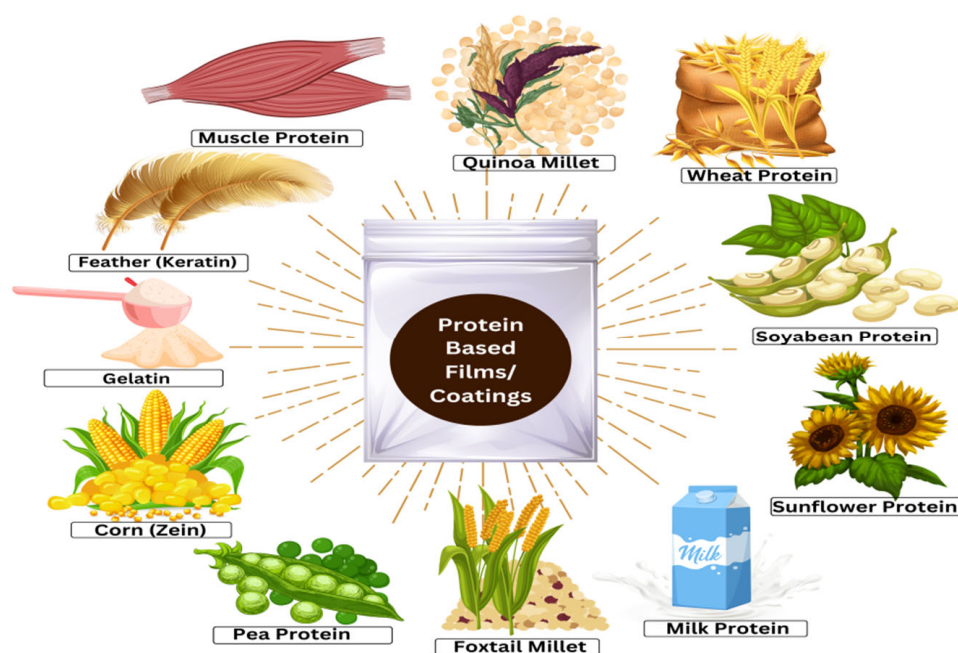 Muscle Protein
Quinoa Millet
Wheat Protein
Feather (Keratin)
Soyabean Protein
Gelatin
Protein
Based
Films/
Coatings
Corn (Zein)
Sunflower Protein
Pea Protein
Foxtail Millet
Milk
Milk Protein